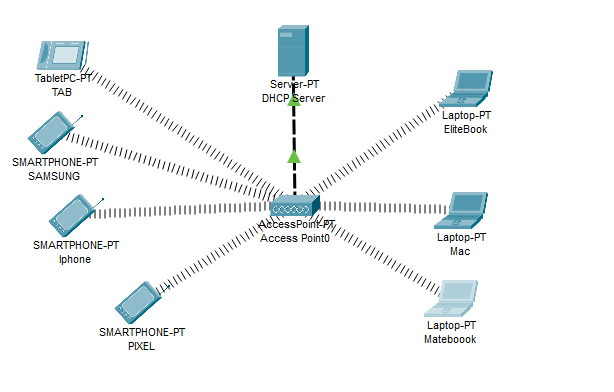 TabletPC-PT
TAB
Server-PT
DHCP Server
Laptop-PT
EliteBook
SMARTPHONE-PT
SAMSUNG
SMARTPHONE-PT
Iphone
AccessPoint-PT
Access Point0
Laptop-PT
Mac
SMARTPHONE-PT
PIXEL
Laptop-PT
Mateboook